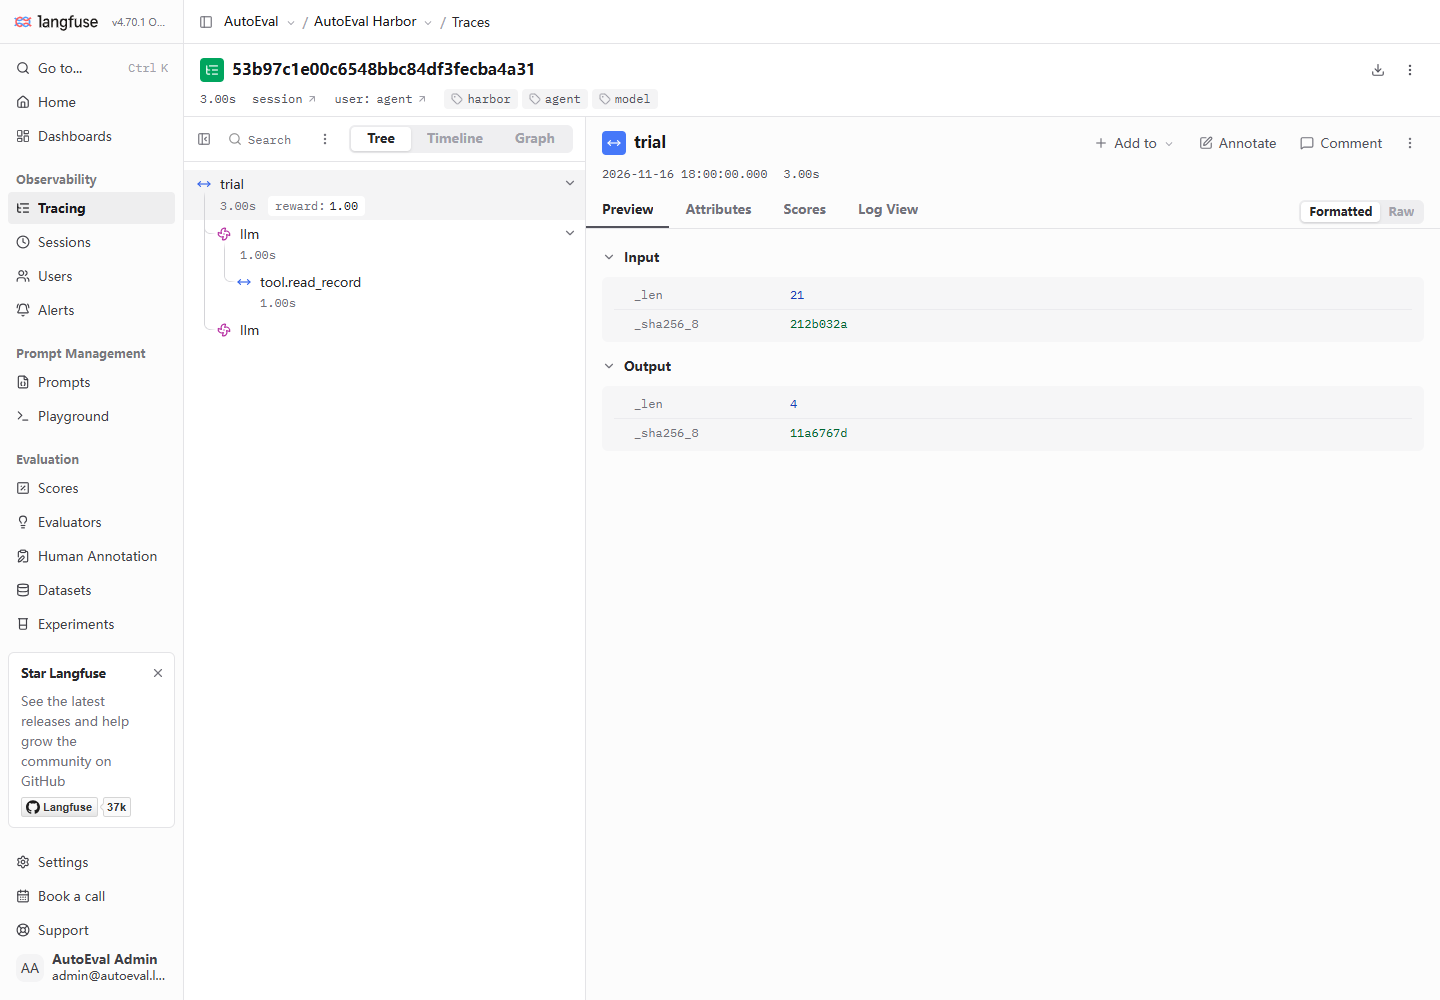 langfuse v4.70.1 O...
Go to... Ctrl K
Home
Dashboards
Observability
Tracing
Sessions
Users
Alerts
Prompt Management
Prompts
Playground
Evaluation
Scores
Evaluators
Human Annotation
Datasets
Experiments
Star Langfuse
See the latest
releases and help
grow the
community on
GitHub
Langfuse 37k
Settings
Book a call
Support
AA
AutoEval Admin
admin@autoeval.l...
AutoEval / AutoEval Harbor / Traces
53b97c1e00c6548bbc84df3fecba4a31
3.00s session user: agent harbor agent model
Search Tree Timeline Graph
trial
3.00s reward: 1.00
llm
1.00s
tool.read_record
1.00s
llm
trial
Add to Annotate Comment
2026-11-16 18:00:00.000 3.00s
Preview Attributes Scores Log View Formatted Raw
Input
_len 21
_sha256_8 212b032a
Output
_len 4
_sha256_8 11a6767d